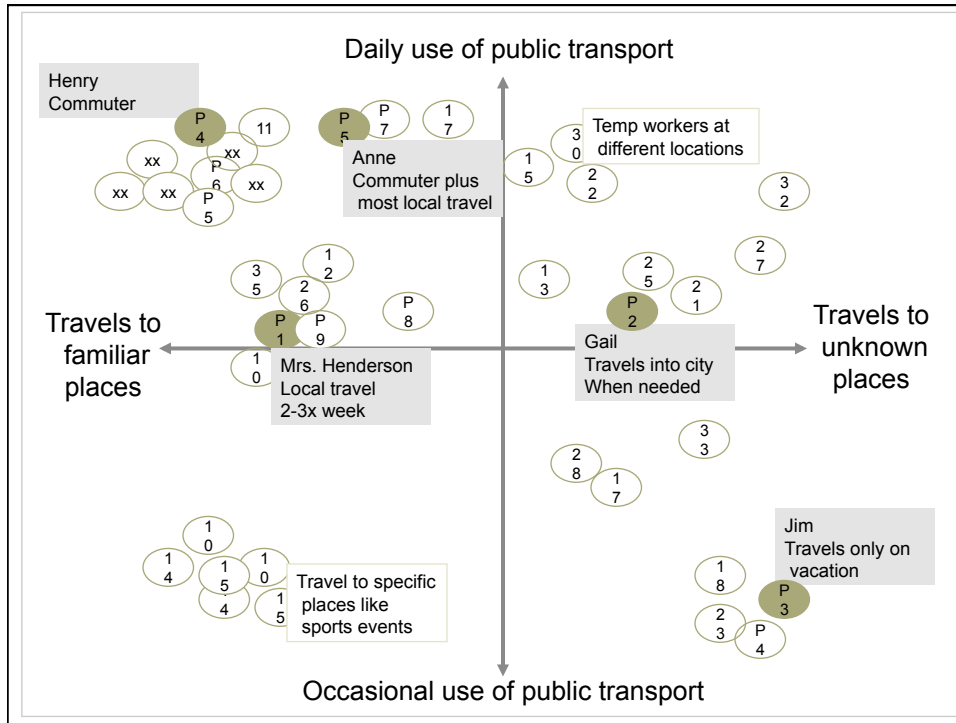 Daily use of public transport
Henry
Commuter
P
4
11
P
5
P
7
1
7
xx
xx
P
6
xx
xx
xx
P
5
Anne
Commuter plus
most local travel
3
0
Temp workers at
different locations
1
5
2
2
3
2
2
7
1
2
3
5
2
6
P
8
P
1
P
9
1
0
1
3
2
5
2
1
P
2
Travels to
familiar
places
Travels to
unknown
places
Mrs. Henderson
Local travel
2-3x week
Gail
Travels into city
When needed
3
3
2
8
1
7
Jim
Travels only on
vacation
1
0
1
4
1
5
1
0
4
1
5
Travel to specific
places like
sports events
1
8
P
3
2
3
P
4
Occasional use of public transport